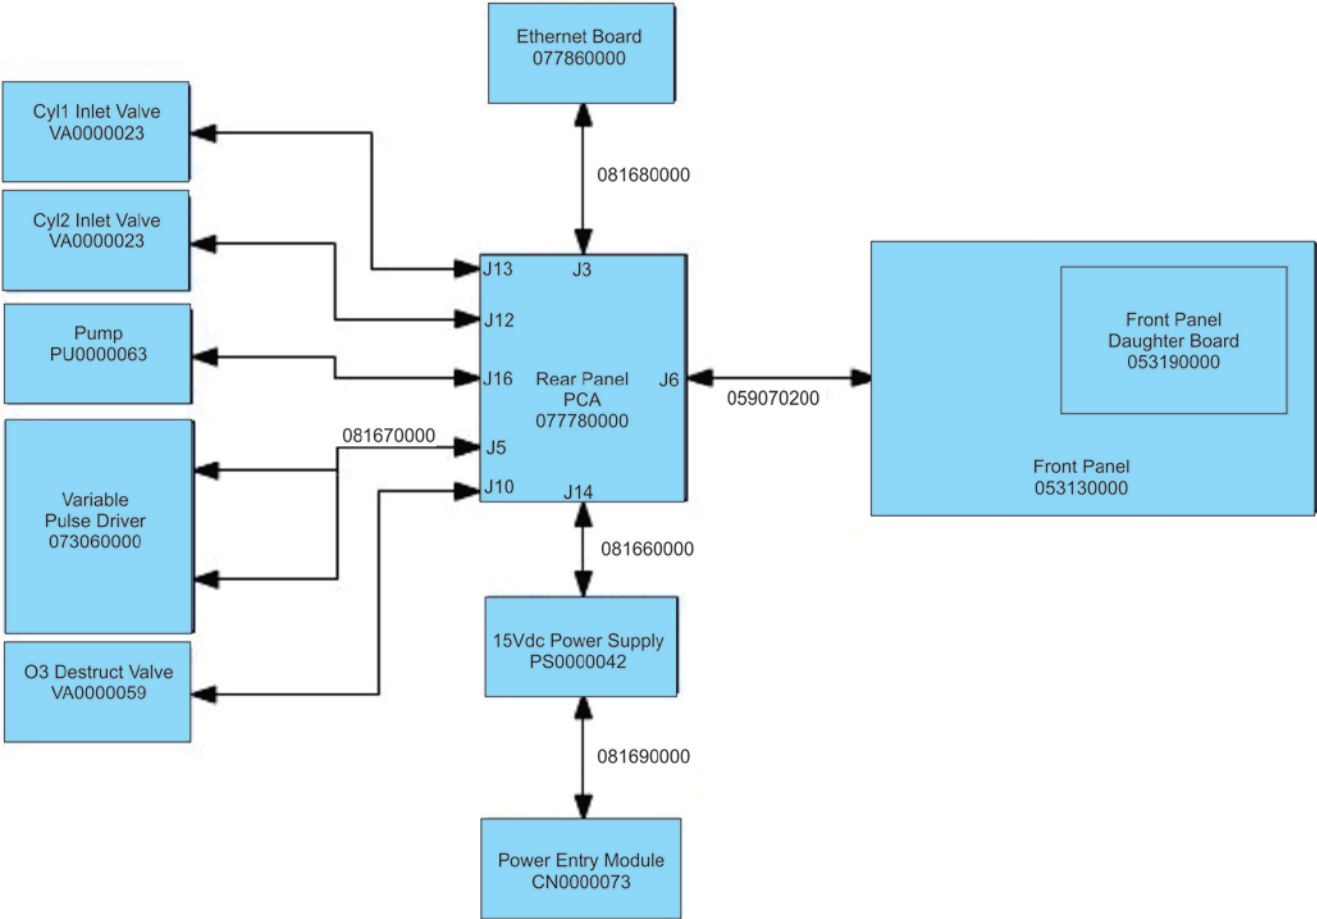 Ethernet Board
077860000
Cyl1 Inlet Valve
VA0000023
081680000
Cyl2 Inlet Valve
VA0000023
J13
J3
J12
Pump
PU0000063
J16
Rear Panel
PCA
077780000
J6
059070200
Front Panel
Daughter Board
053190000
081670000
J5
J10
J14
Front Panel
053130000
Variable
Pulse Driver
073060000
081660000
15Vdc Power Supply
PS0000042
O3 Destruct Valve
VA0000059
081690000
Power Entry Module
CN0000073